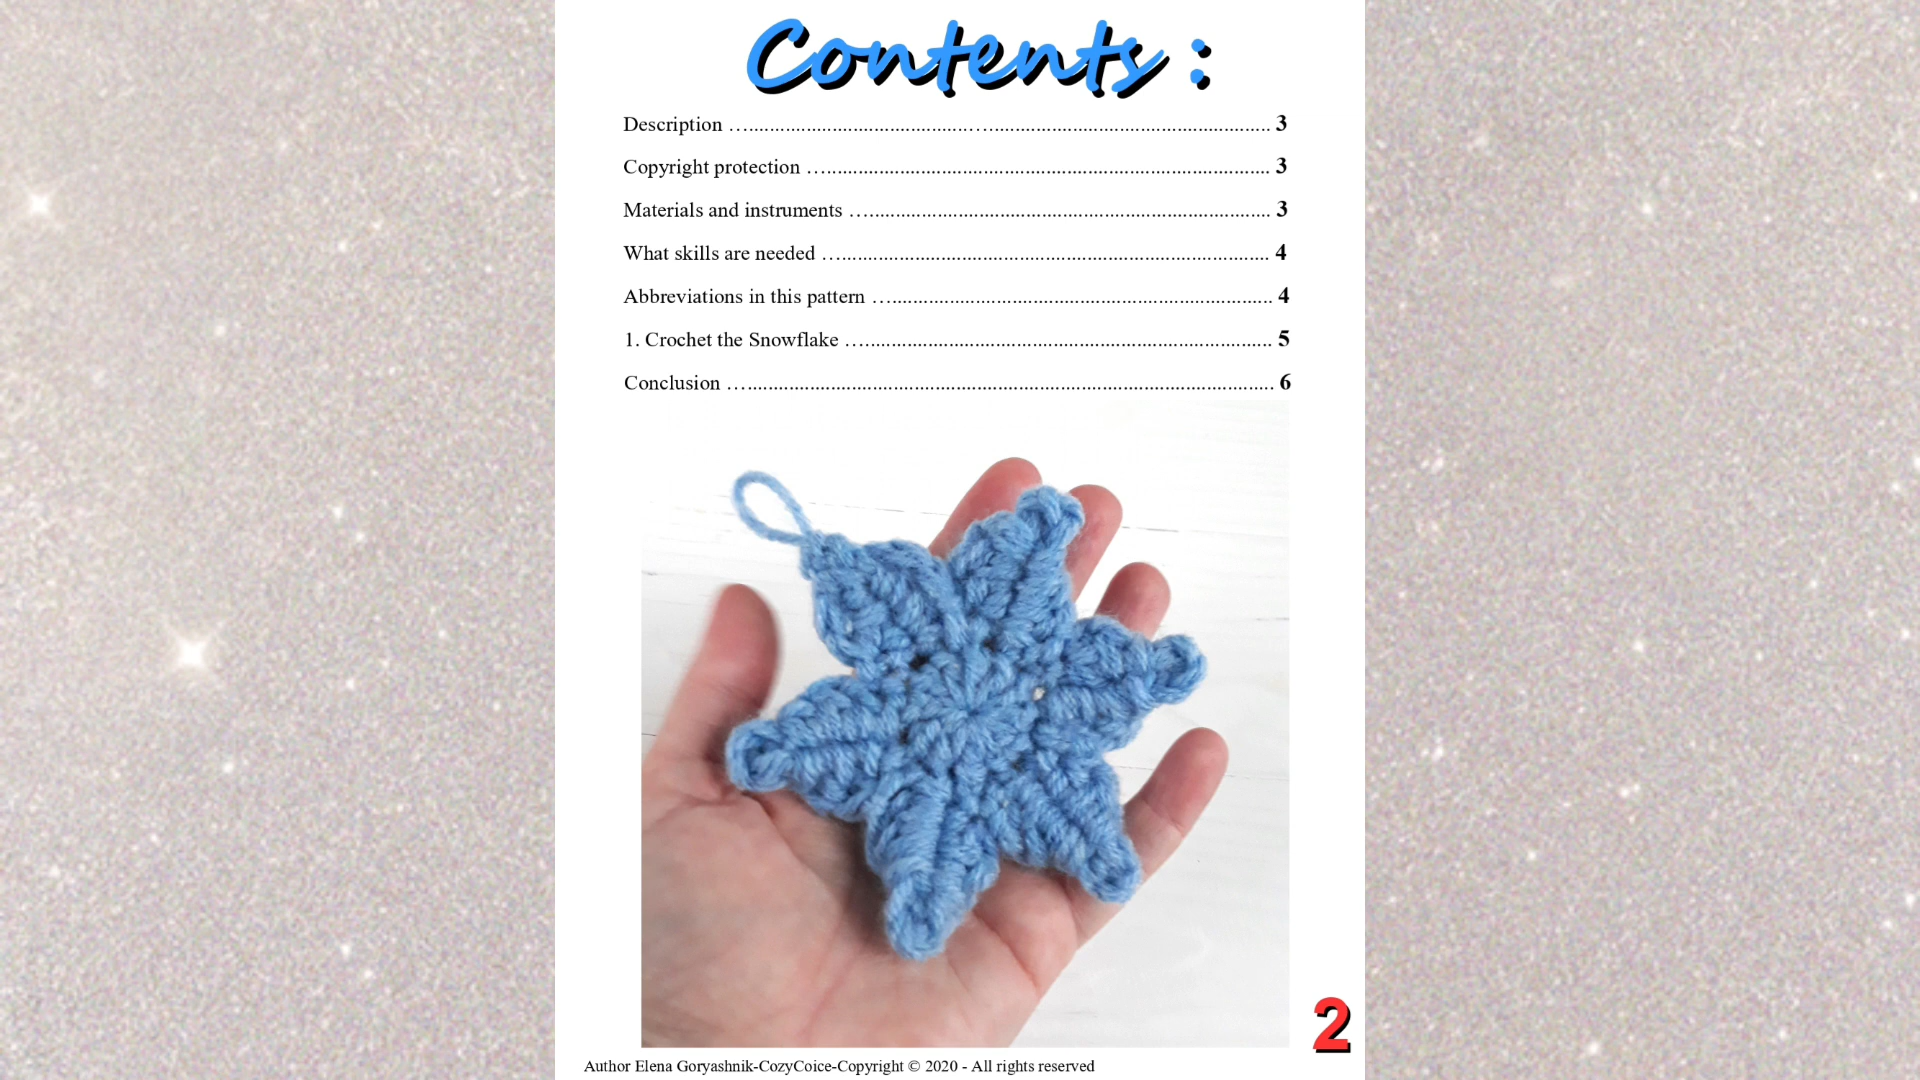 Contents :
Description …............................................…....................................................... 3
Copyright protection …...................................................................................... 3
Materials and instruments …............................................................................... 3
What skills are needed …................................................................................... 4
Abbreviations in this pattern …........................................................................... 4
1. Crochet the Snowflake …................................................................................ 5
Conclusion …..................................................................................................... 6
2
Author Elena Goryashnik-CozyCoice-Copyright © 2020 - All rights reserved